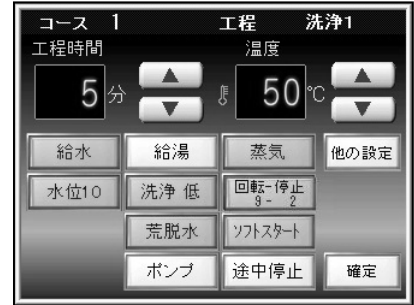 コース 1 工程 洗浄1
工程時間 温度
5 分 50 ℃
給水 給湯 蒸気 他の設定
水位10 洗浄 低 回転-停止
9- 2
荒脱水 ソフトスタート
ポンプ 途中停止 確定